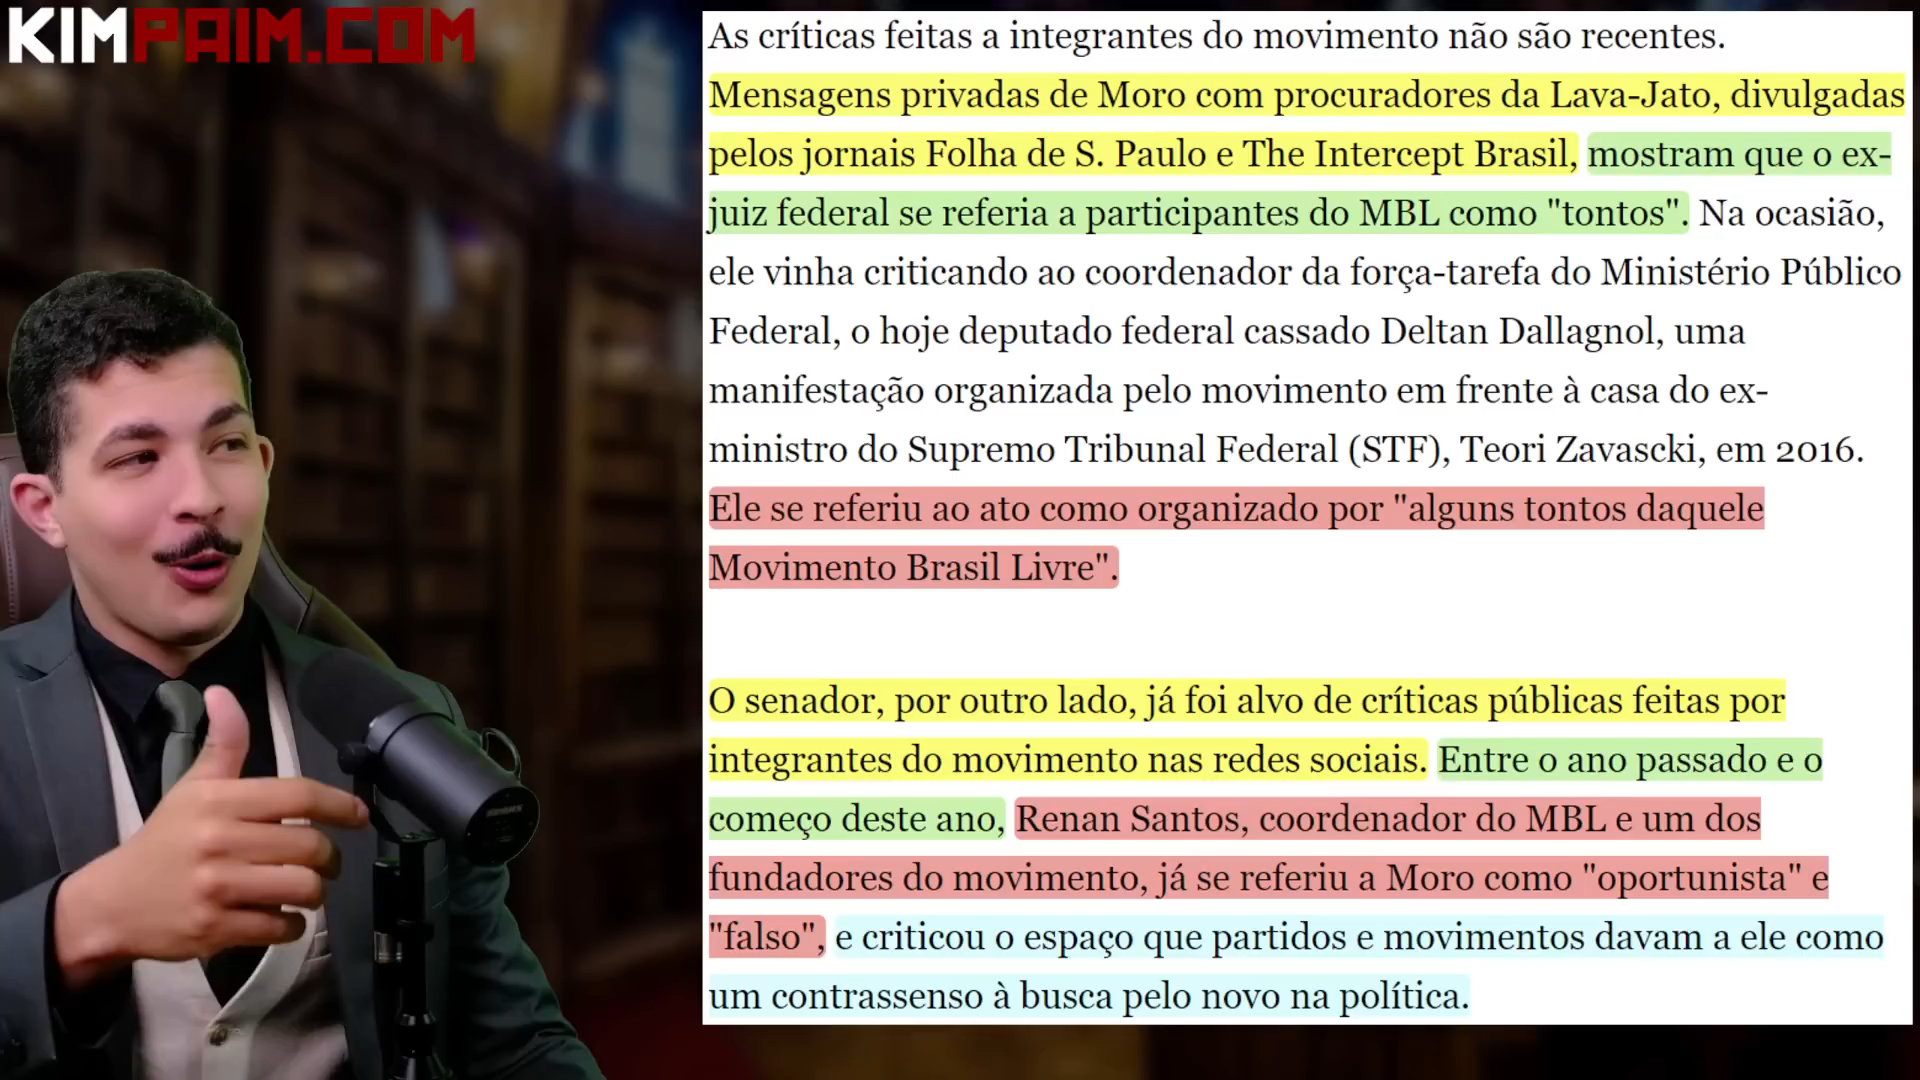 KIMPAIM.COM
As críticas feitas a integrantes do movimento não são recentes.
Mensagens privadas de Moro com procuradores da Lava-Jato, divulgadas
pelos jornais Folha de S. Paulo e The Intercept Brasil, mostram que o ex-
juiz federal se referia a participantes do MBL como "tontos". Na ocasião,
ele vinha criticando ao coordenador da força-tarefa do Ministério Público
Federal, o hoje deputado federal cassado Deltan Dallagnol, uma
manifestação organizada pelo movimento em frente à casa do ex-
ministro do Supremo Tribunal Federal (STF), Teori Zavascki, em 2016.
Ele se referiu ao ato como organizado por "alguns tontos daquele
Movimento Brasil Livre".
O senador, por outro lado, já foi alvo de críticas públicas feitas por
integrantes do movimento nas redes sociais. Entre o ano passado e o
começo deste ano, Renan Santos, coordenador do MBL e um dos
fundadores do movimento, já se referiu a Moro como "oportunista" e
"falso", e criticou o espaço que partidos e movimentos davam a ele como
um contrassenso à busca pelo novo na política.